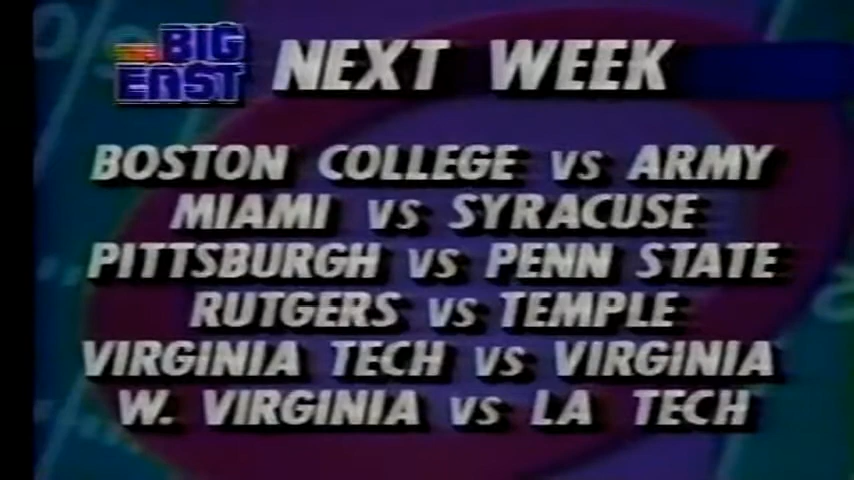 BIG EAST
NEXT WEEK
BOSTON COLLEGE VS ARMY
MIAMI VS SYRACUSE
PITTSBURGH VS PENN STATE
RUTGERS VS TEMPLE
VIRGINIA TECH VS VIRGINIA
W. VIRGINIA VS LA TECH